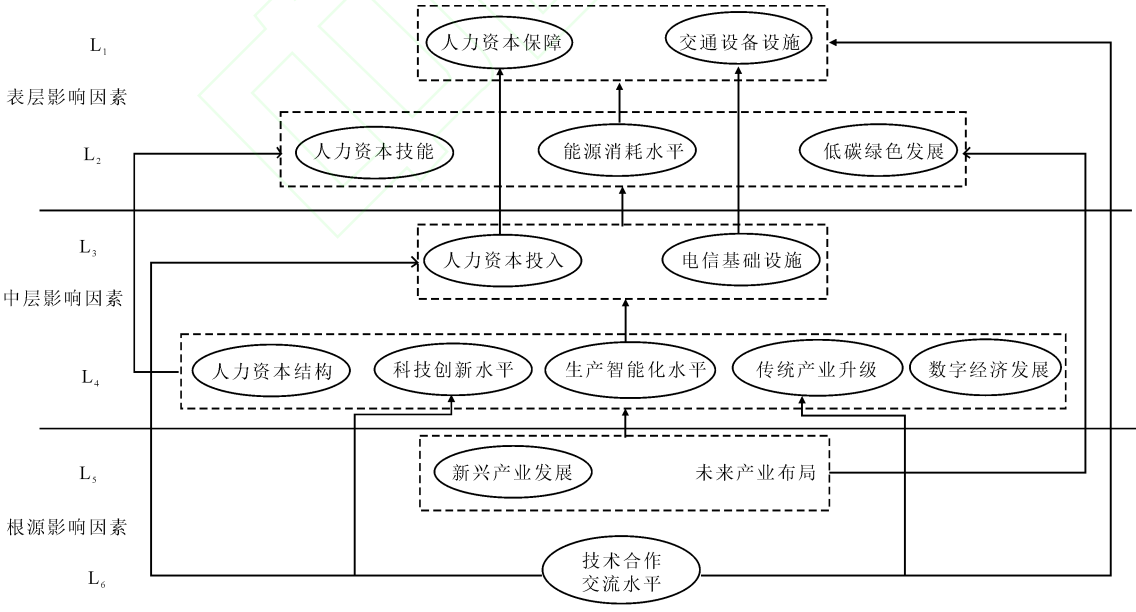 L1
人力资本保障
交通设备设施
表层影响因素
L2
人力资本技能
能源消耗水平
低碳绿色发展
L3
人力资本投入
电信基础设施
中层影响因素
L4
人力资本结构
科技创新水平
生产智能化水平
传统产业升级
数字经济发展
L5
新兴产业发展
未来产业布局
根源影响因素
L6
技术合作
交流水平